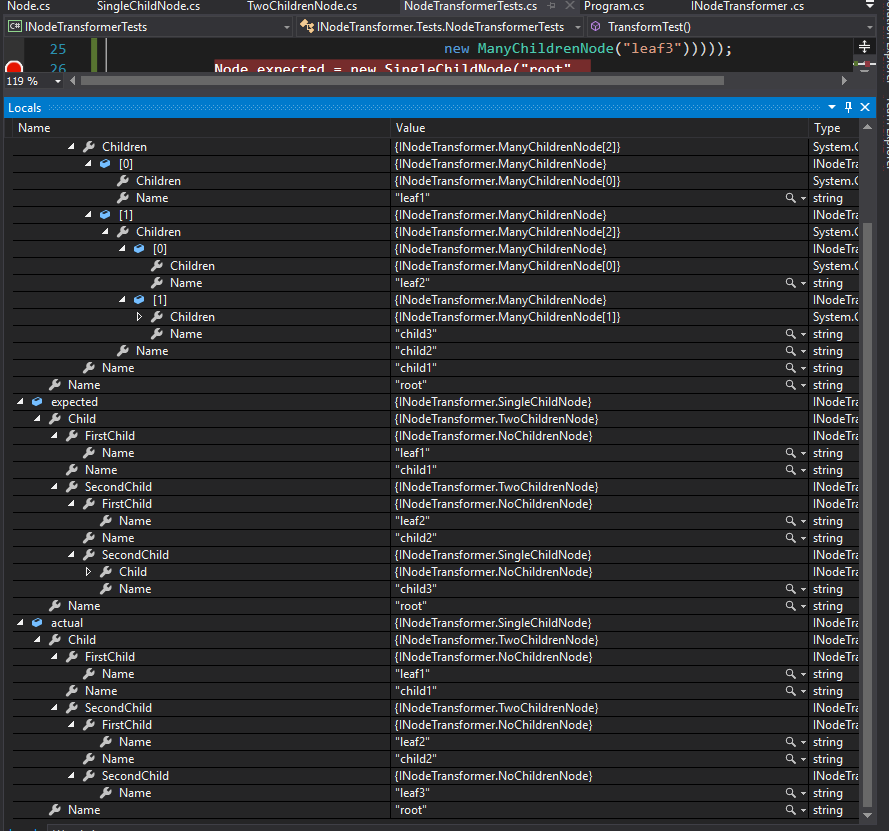 Node.cs SingleChildNode.cs TwoChildrenNode.cs NodeTransformerTests.cs Program.cs INodeTransformer .cs
C# INodeTransformerTests INodeTransformer.Tests.NodeTransformerTests TransformTest()
25 new ManyChildrenNode("leaf3")))));
26 Node expected = new SingleChildNode("root",
119 %
Locals
Name Value Type
Children {INodeTransformer.ManyChildrenNode[2]} System.C
[0] {INodeTransformer.ManyChildrenNode} INodeTra
Children {INodeTransformer.ManyChildrenNode[0]} System.C
Name "leaf1" string
[1] {INodeTransformer.ManyChildrenNode} INodeTra
Children {INodeTransformer.ManyChildrenNode[2]} System.C
[0] {INodeTransformer.ManyChildrenNode} INodeTra
Children {INodeTransformer.ManyChildrenNode[0]} System.C
Name "leaf2" string
[1] {INodeTransformer.ManyChildrenNode} INodeTra
Children {INodeTransformer.ManyChildrenNode[1]} System.C
Name "child3" string
Name "child2" string
Name "child1" string
Name "root" string
expected {INodeTransformer.SingleChildNode} INodeTra
Child {INodeTransformer.TwoChildrenNode} INodeTra
FirstChild {INodeTransformer.NoChildrenNode} INodeTra
Name "leaf1" string
Name "child1" string
SecondChild {INodeTransformer.TwoChildrenNode} INodeTra
FirstChild {INodeTransformer.NoChildrenNode} INodeTra
Name "leaf2" string
Name "child2" string
SecondChild {INodeTransformer.SingleChildNode} INodeTra
Child {INodeTransformer.NoChildrenNode} INodeTra
Name "child3" string
Name "root" string
actual {INodeTransformer.SingleChildNode} INodeTra
Child {INodeTransformer.TwoChildrenNode} INodeTra
FirstChild {INodeTransformer.NoChildrenNode} INodeTra
Name "leaf1" string
Name "child1" string
SecondChild {INodeTransformer.TwoChildrenNode} INodeTra
FirstChild {INodeTransformer.NoChildrenNode} INodeTra
Name "leaf2" string
Name "child2" string
SecondChild {INodeTransformer.NoChildrenNode} INodeTra
Name "leaf3" string
Name "root" string